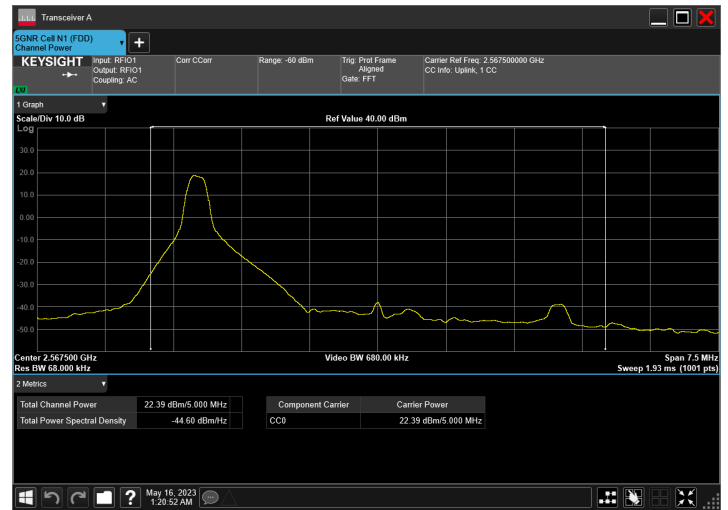 Transceiver A
5GNR Cell N1 (FDD)
Channel Power
KEYSIGHT
LXI
Input: RFIO1
Output: RFIO1
Coupling: AC
Corr CCorr
Range: -60 dBm
Trig: Prot Frame
Aligned
Gate: FFT
Carrier Ref Freq: 2.567500000 GHz
CC Info: Uplink, 1 CC
1 Graph
Scale/Div 10.0 dB
Ref Value 40.00 dBm
Log
30.0
20.0
10.0
0.00
-10.0
-20.0
-30.0
-40.0
-50.0
Center 2.567500 GHz
Video BW 680.00 kHz
Span 7.5 MHz
Res BW 68.000 kHz
Sweep 1.93 ms (1001 pts)
2 Metrics
Total Channel Power 22.39 dBm/5.000 MHz
Total Power Spectral Density -44.60 dBm/Hz
Component Carrier Carrier Power
CC0 22.39 dBm/5.000 MHz
?
May 16, 2023
1:20:52 AM